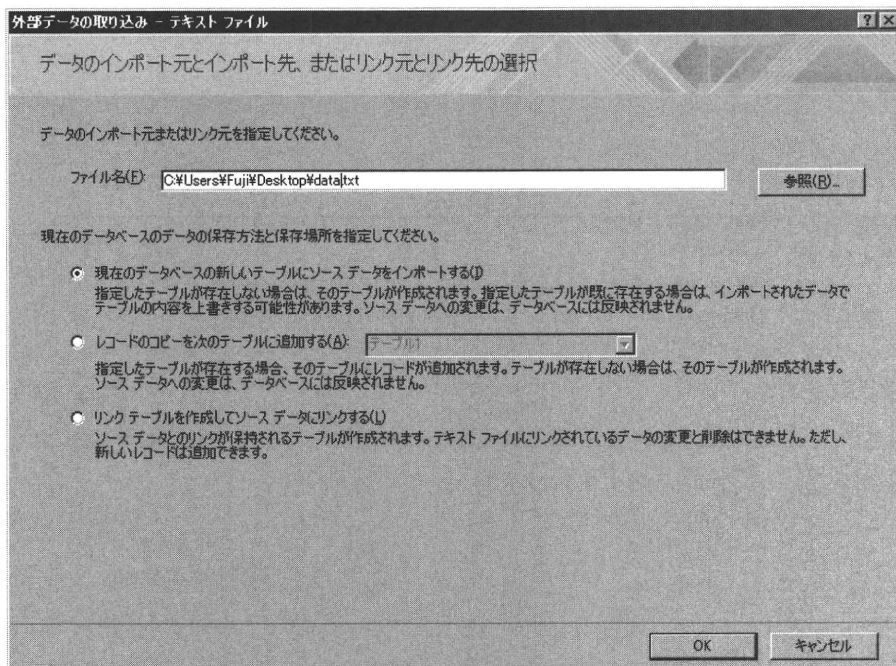 外部データの取り込み - テキスト ファイル
データのインポート元とインポート先、またはリンク元とリンク先の選択
データのインポート元またはリンク元を指定してください。
ファイル名(F): C:¥Users¥Fuji¥Desktop¥data.txt 参照(R)...
現在のデータベースのデータの保存方法と保存場所を指定してください。
現在のデータベースの新しいテーブルにソース データをインポートする(I)
指定したテーブルが存在しない場合は、そのテーブルが作成されます。指定したテーブルが既に存在する場合は、インポートされたデータで
テーブルの内容を上書きする可能性があります。ソース データへの変更は、データベースには反映されません。
レコードのコピーを次のテーブルに追加する(A): テーブル1
指定したテーブルが存在する場合、そのテーブルにレコードが追加されます。テーブルが存在しない場合は、そのテーブルが作成されます。
ソース データへの変更は、データベースには反映されません。
リンク テーブルを作成してソース データにリンクする(L)
ソース データとのリンクが保持されるテーブルが作成されます。テキスト ファイルにリンクされているデータの変更と削除はできません。ただし、
新しいレコードは追加できます。
OK キャンセル